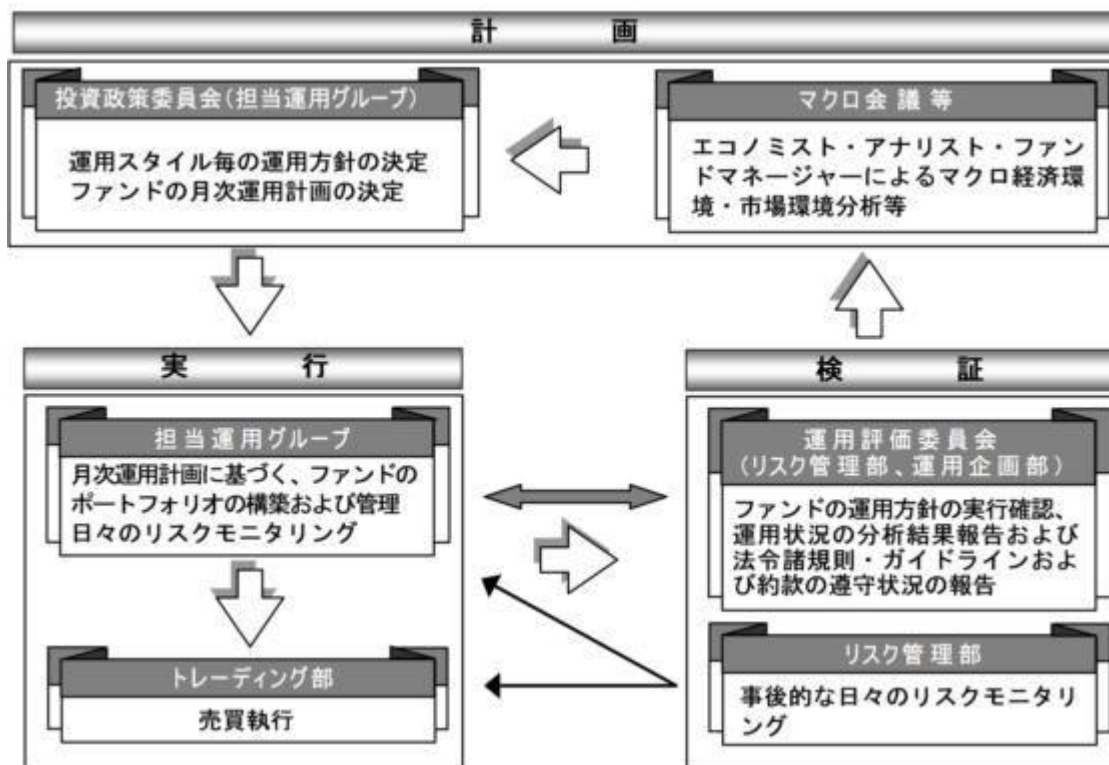 計画
投資政策委員会(担当運用グループ)
運用スタイル毎の運用方針の決定
ファンドの月次運用計画の決定
マクロ会議等
エコノミスト・アナリスト・ファン
ドマネージャーによるマクロ経済環
境・市場環境分析等
実行
担当運用グループ
月次運用計画に基づく、ファンドの
ポートフォリオの構築および管理
日々のリスクモニタリング
トレーディング部
売買執行
検証
運用評価委員会
(リスク管理部、運用企画部)
ファンドの運用方針の実行確認、
運用状況の分析結果報告および
法令諸規則・ガイドラインおよ
び約款の遵守状況の報告
リスク管理部
事後的な日々のリスクモニタリ
ング